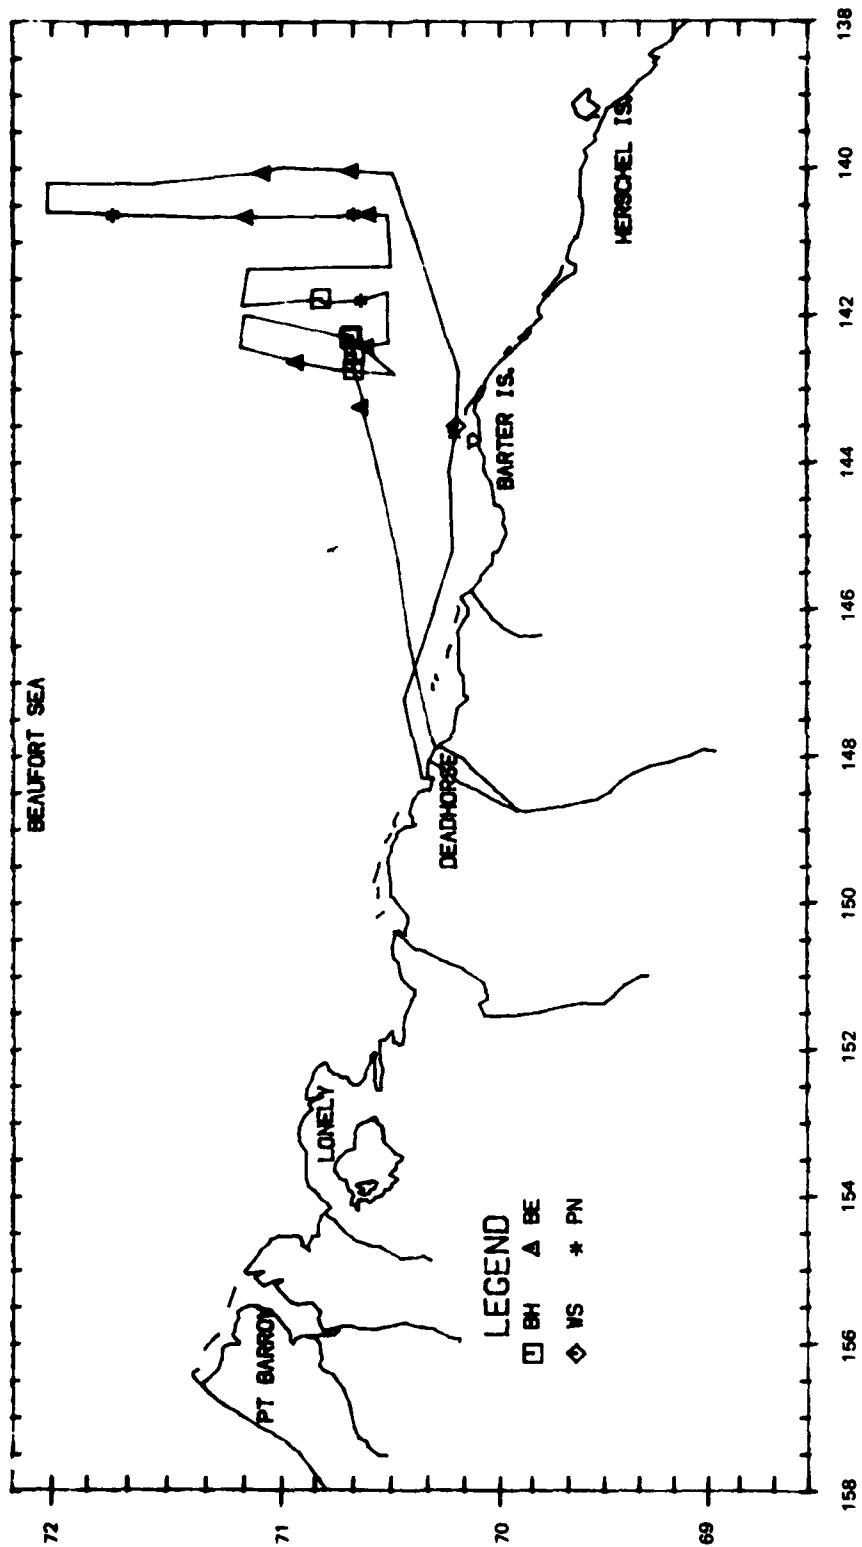 BEAUFORT SEA
72
71
70
69
PT BARROW
LONELY
DEADHORSE
BARTER IS.
HERSCHEL IS.
LEGEND
BH BE
WS PN
158
156
154
152
150
148
146
144
142
140
138